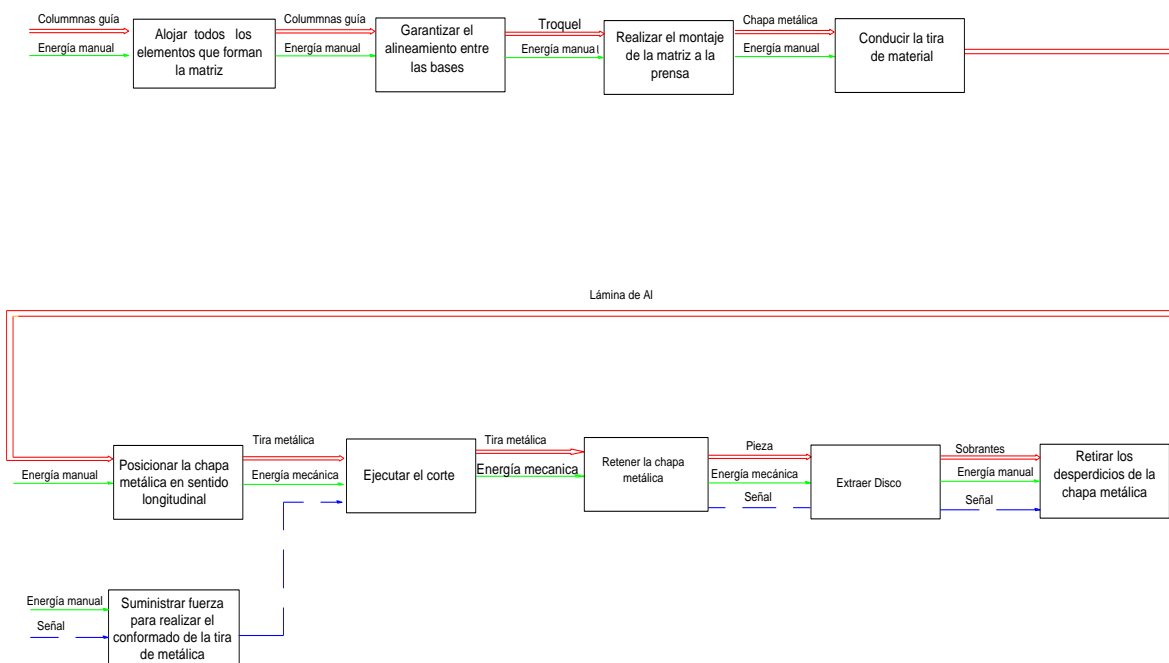 Columnnas guía
Energía manual
Alojar todos los
elementos que forman
la matriz
Colummnas guía
Energía manual
Garantizar el
alineamiento entre
las bases
Troquel
Energía manual
Realizar el montaje
de la matriz a la
prensa
Chapa metálica
Energía manual
Conducir la tira
de material
Lámina de Al
Energía manual
Posicionar la chapa
metálica en sentido
longitudinal
Tira metálica
Energía mecánica
Ejecutar el corte
Tira metálica
Energía mecanica
Retener la chapa
metálica
Pieza
Energía mecánica
Señal
Extraer Disco
Sobrantes
Energía manual
Señal
Retirar los
desperdicios de la
chapa metálica
Energía manual
Señal
Suministrar fuerza
para realizar el
conformado de la tira
de metálica